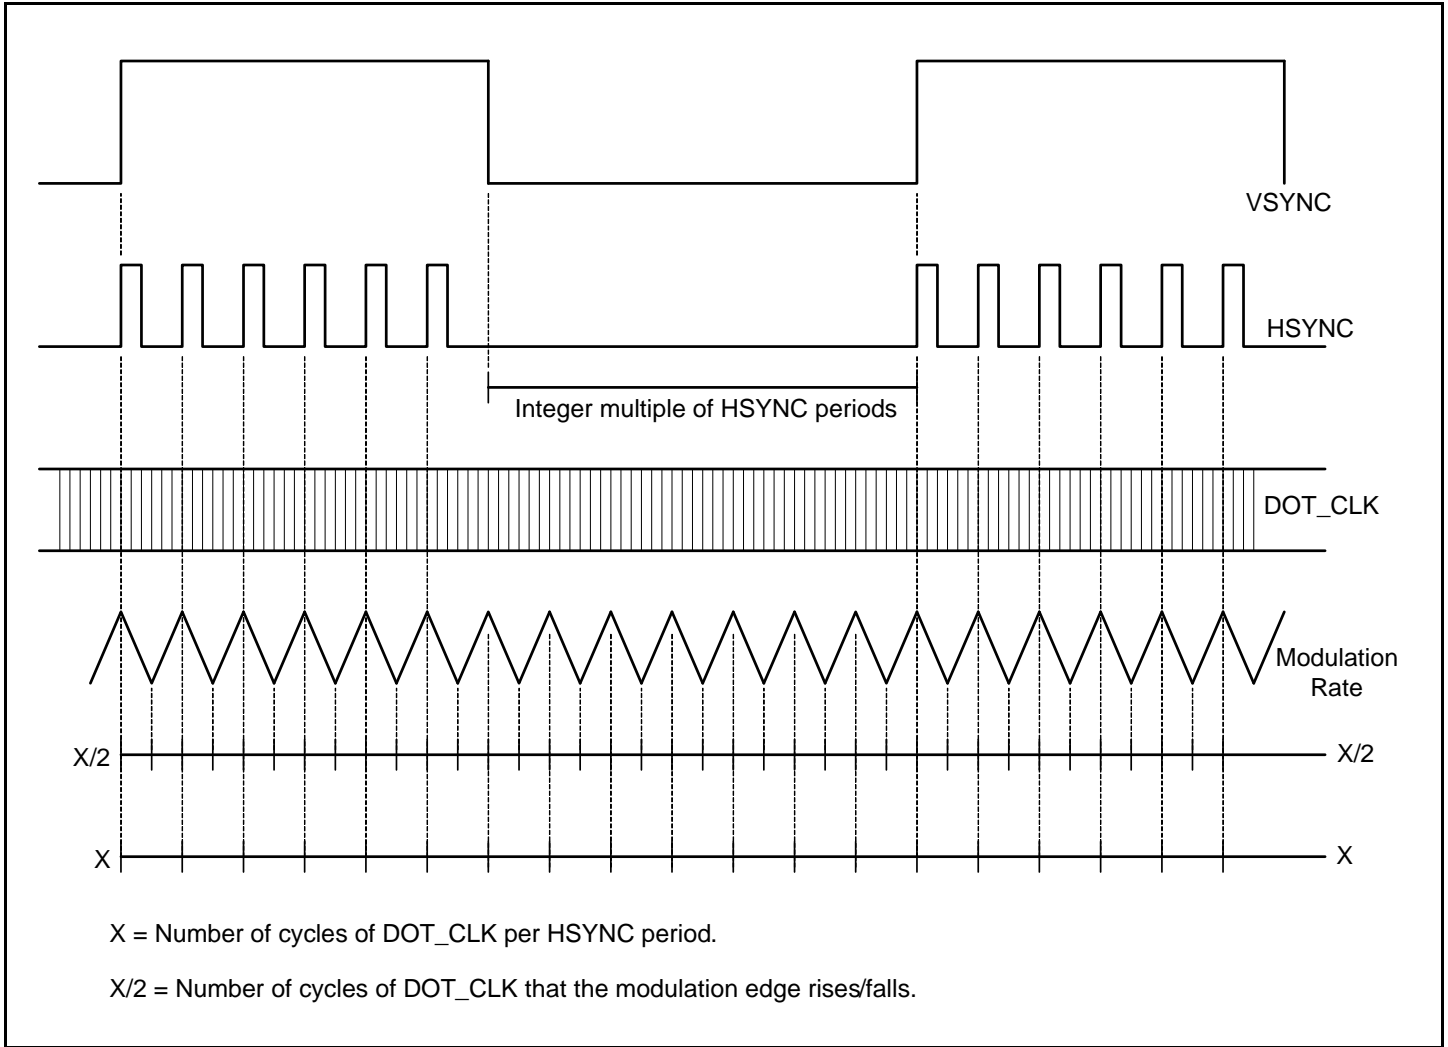 VSYNC
HSYNC
Integer multiple of HSYNC periods
DOT_CLK
Modulation
Rate
X/2
X/2
X
X
X = Number of cycles of DOT_CLK per HSYNC period.
X/2 = Number of cycles of DOT_CLK that the modulation edge rises/falls.